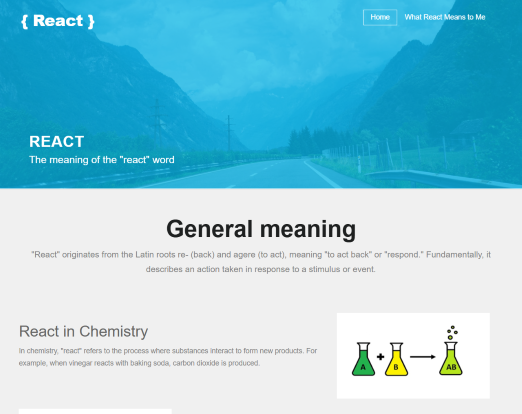 { React }
Home
What React Means to Me
REACT
The meaning of the "react" word
General meaning
"React" originates from the Latin roots re- (back) and agere (to act), meaning "to act back" or "respond." Fundamentally, it
describes an action taken in response to a stimulus or event.
React in Chemistry
In chemistry, "react" refers to the process where substances interact to form new products. For
example, when vinegar reacts with baking soda, carbon dioxide is produced.
A + B AB